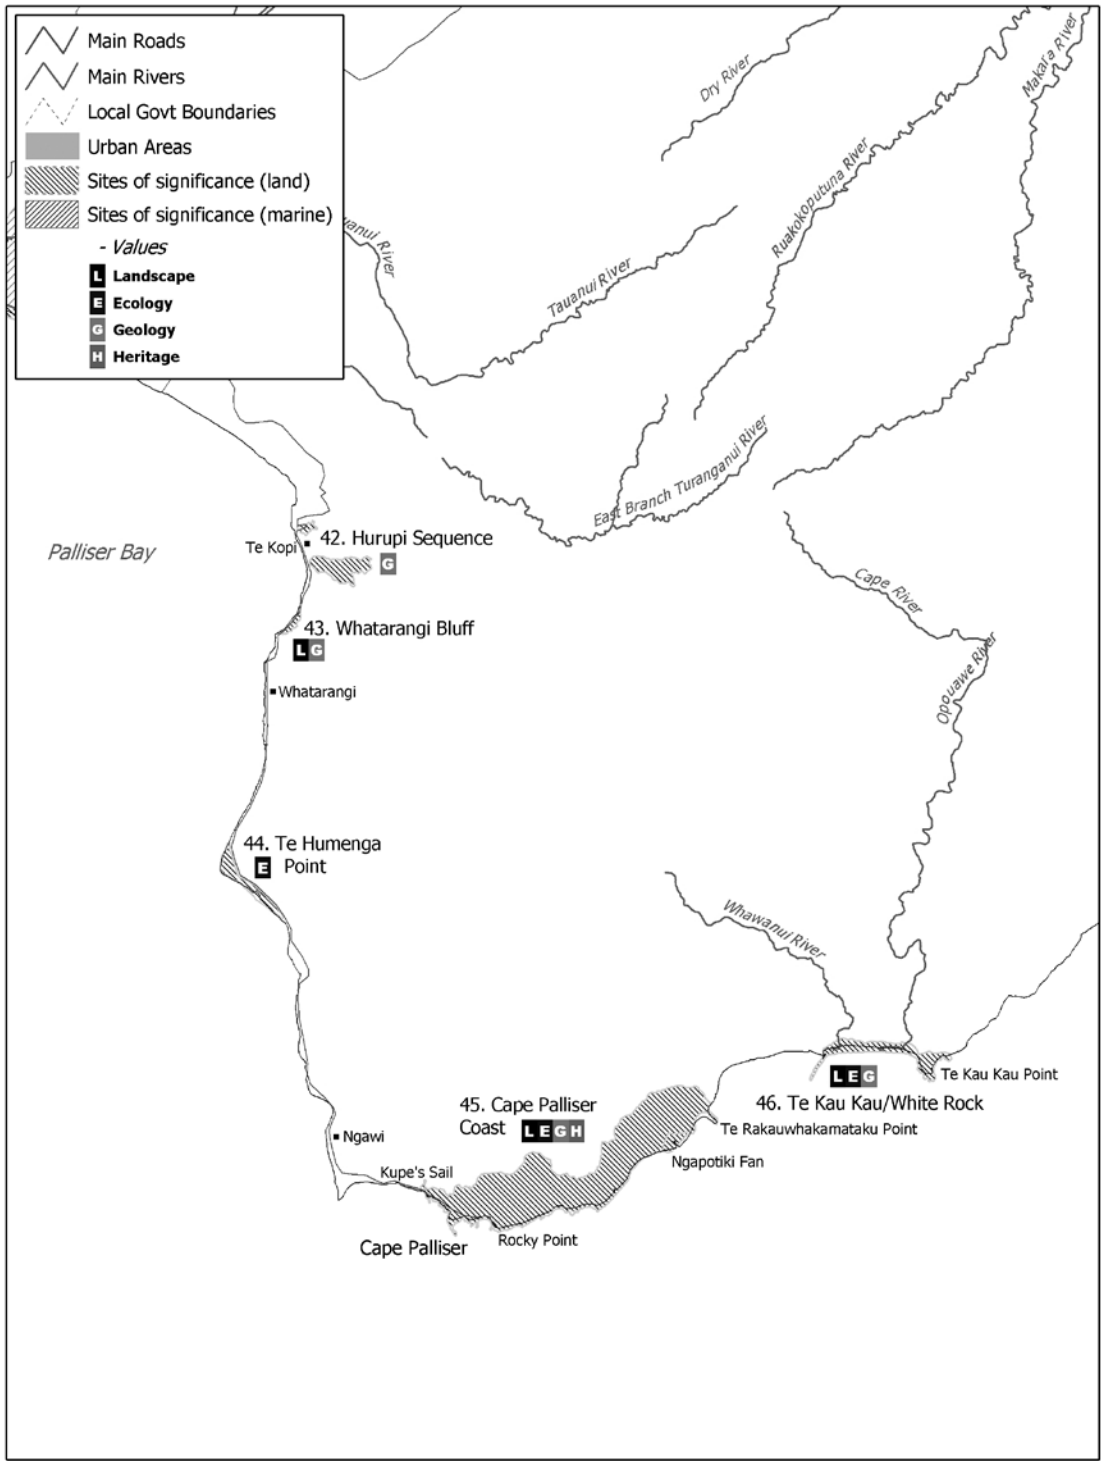 Main Roads
Main Rivers
Local Govt Boundaries
Urban Areas
Sites of significance (land)
Sites of significance (marine)
- Values
L Landscape
E Ecology
G Geology
H Heritage
Dry River
Makara River
Ruakokoputuna River
River
Tauanui River
East Branch Turanganui River
Palliser Bay
Te Kopi
42. Hurupi Sequence
G
Cape River
43. Whatarangi Bluff
L G
Whatarangi
Opouawe River
44. Te Humenga
E Point
Whawanui River
L E G
Te Kau Kau Point
46. Te Kau Kau/White Rock
45. Cape Palliser
Coast L E G H
Te Rakauwhakamataku Point
Ngawi
Ngapotiki Fan
Kupe's Sail
Rocky Point
Cape Palliser